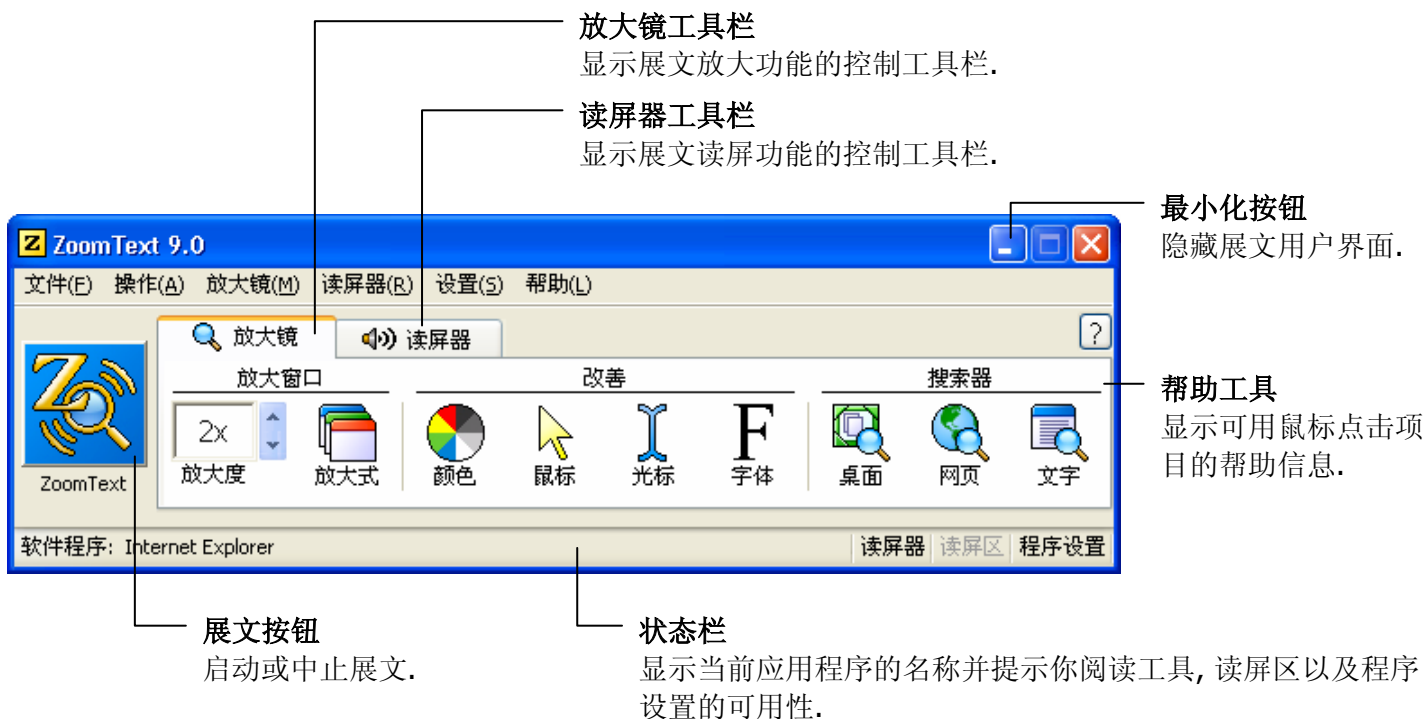 放大镜工具栏
显示展文放大功能的控制工具栏.
读屏器工具栏
显示展文读屏功能的控制工具栏.
最小化按钮
隐藏展文用户界面.
Z ZoomText 9.0
文件(F) 操作(A) 放大镜(M) 读屏器(R) 设置(S) 帮助(L)
放大镜 读屏器 ?
放大窗口 改善 搜索器
帮助工具
显示可用鼠标点击项
目的帮助信息.
2x F
放大度 放大式 颜色 鼠标 光标 字体 桌面 网页 文字
Z
ZoomText
软件程序: Internet Explorer 读屏器 读屏区 程序设置
展文按钮
启动或中止展文.
状态栏
显示当前应用程序的名称并提示你阅读工具, 读屏区以及程序
设置的可用性.